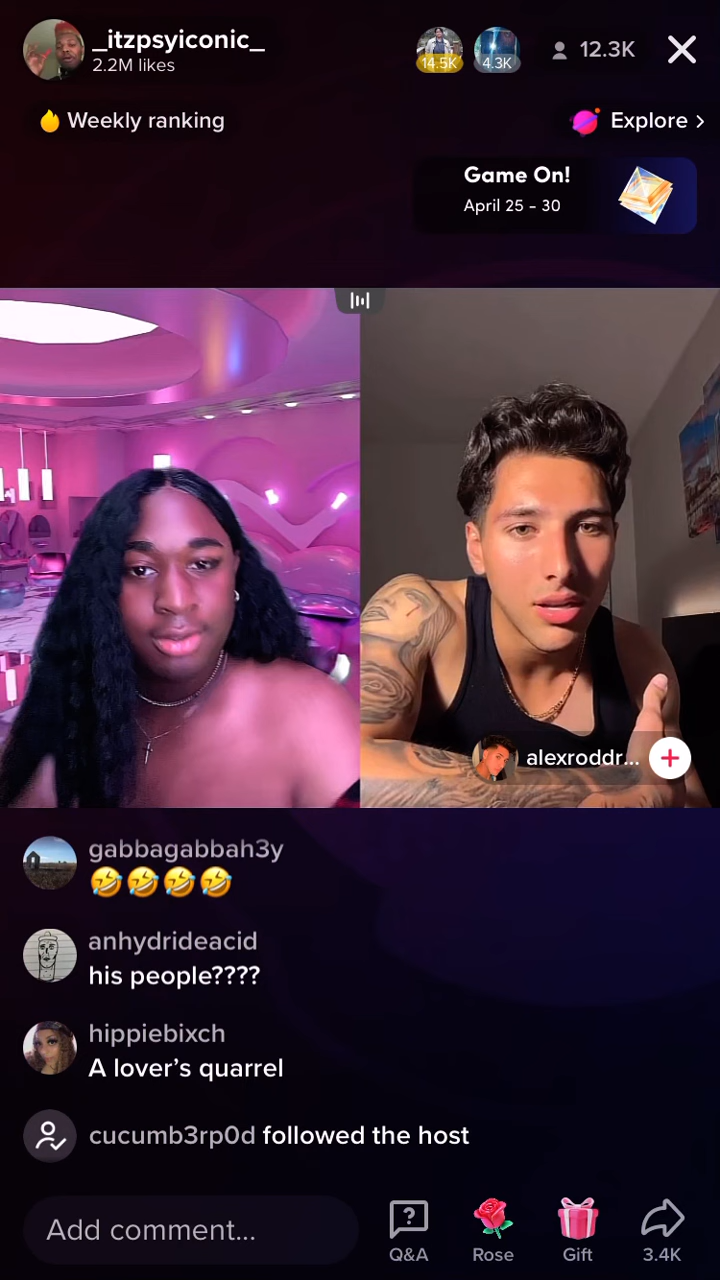 _itzpsyiconic_
2.2M likes
14.5K
4.3K
12.3K
Weekly ranking
Explore >
Game On!
April 25 - 30
alexroddr...
gabbagabbah3y
🤣🤣🤣🤣
anhydrideacid
his people????
hippiebixch
A lover’s quarrel
cucumb3rp0d followed the host
Add comment...
Q&A
Rose
Gift
3.4K